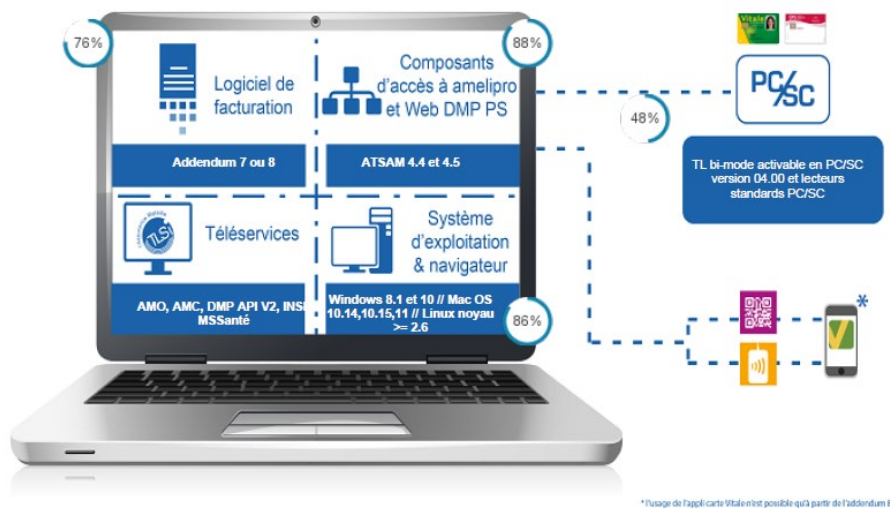 76%
Logiciel de
facturation
Addendum 7 ou 8
88%
Composants
d'accès à amelipro
et Web DMP PS
ATSAM 4.4 et 4.5
TLSi
Téléservices
AMO, AMC, DMP API V2, INSi
MSSanté
Système
d'exploitation
& navigateur
Windows 8.1 et 10 // Mac OS
10.14,10.15,11 // Linux noyau
>= 2.6
86%
48%
Vitale
PC/SC
TL bi-mode activable en PC/SC
version 04.00 et lecteurs
standards PC/SC
*
* l'usage de l'appli carte Vitale n'est possible qu'à partir de l'addendum 8